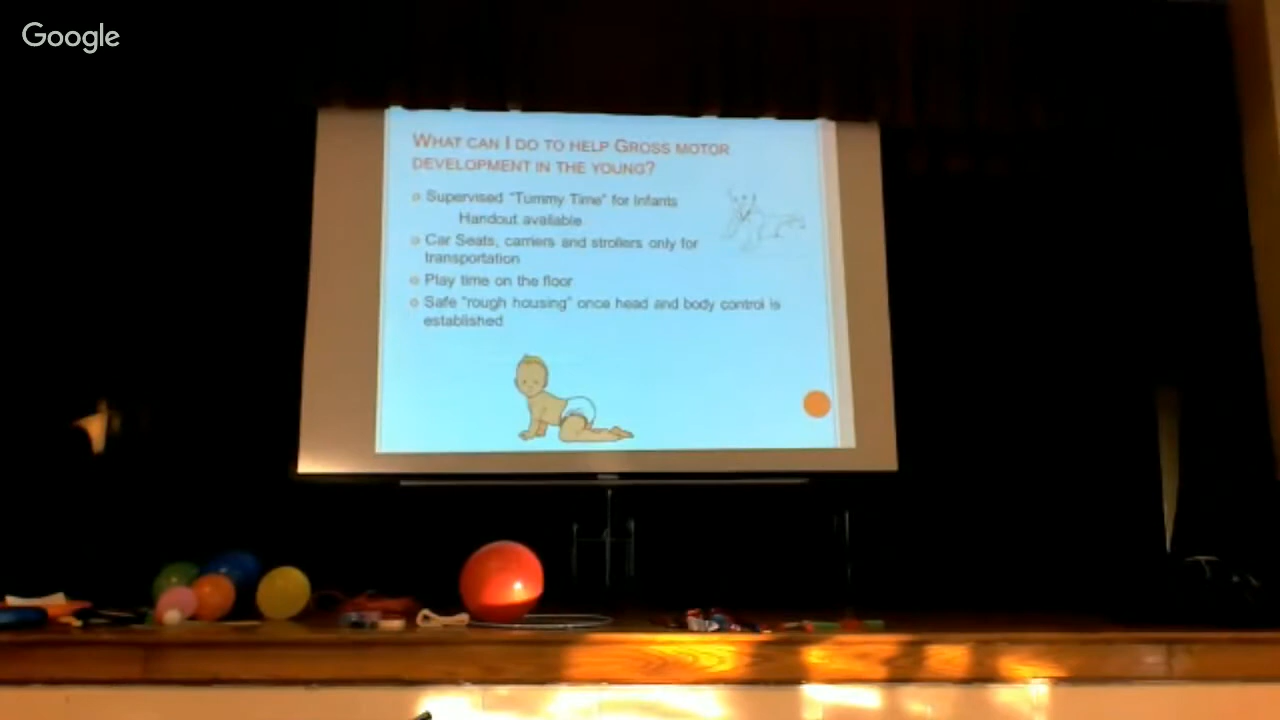 Google
WHAT CAN I DO TO HELP GROSS MOTOR
DEVELOPMENT IN THE YOUNG?
Supervised "Tummy Time" for Infants
Handout available
Car Seats, carriers and strollers only for
transportation
Play time on the floor
Safe "rough housing" once head and body control is
established